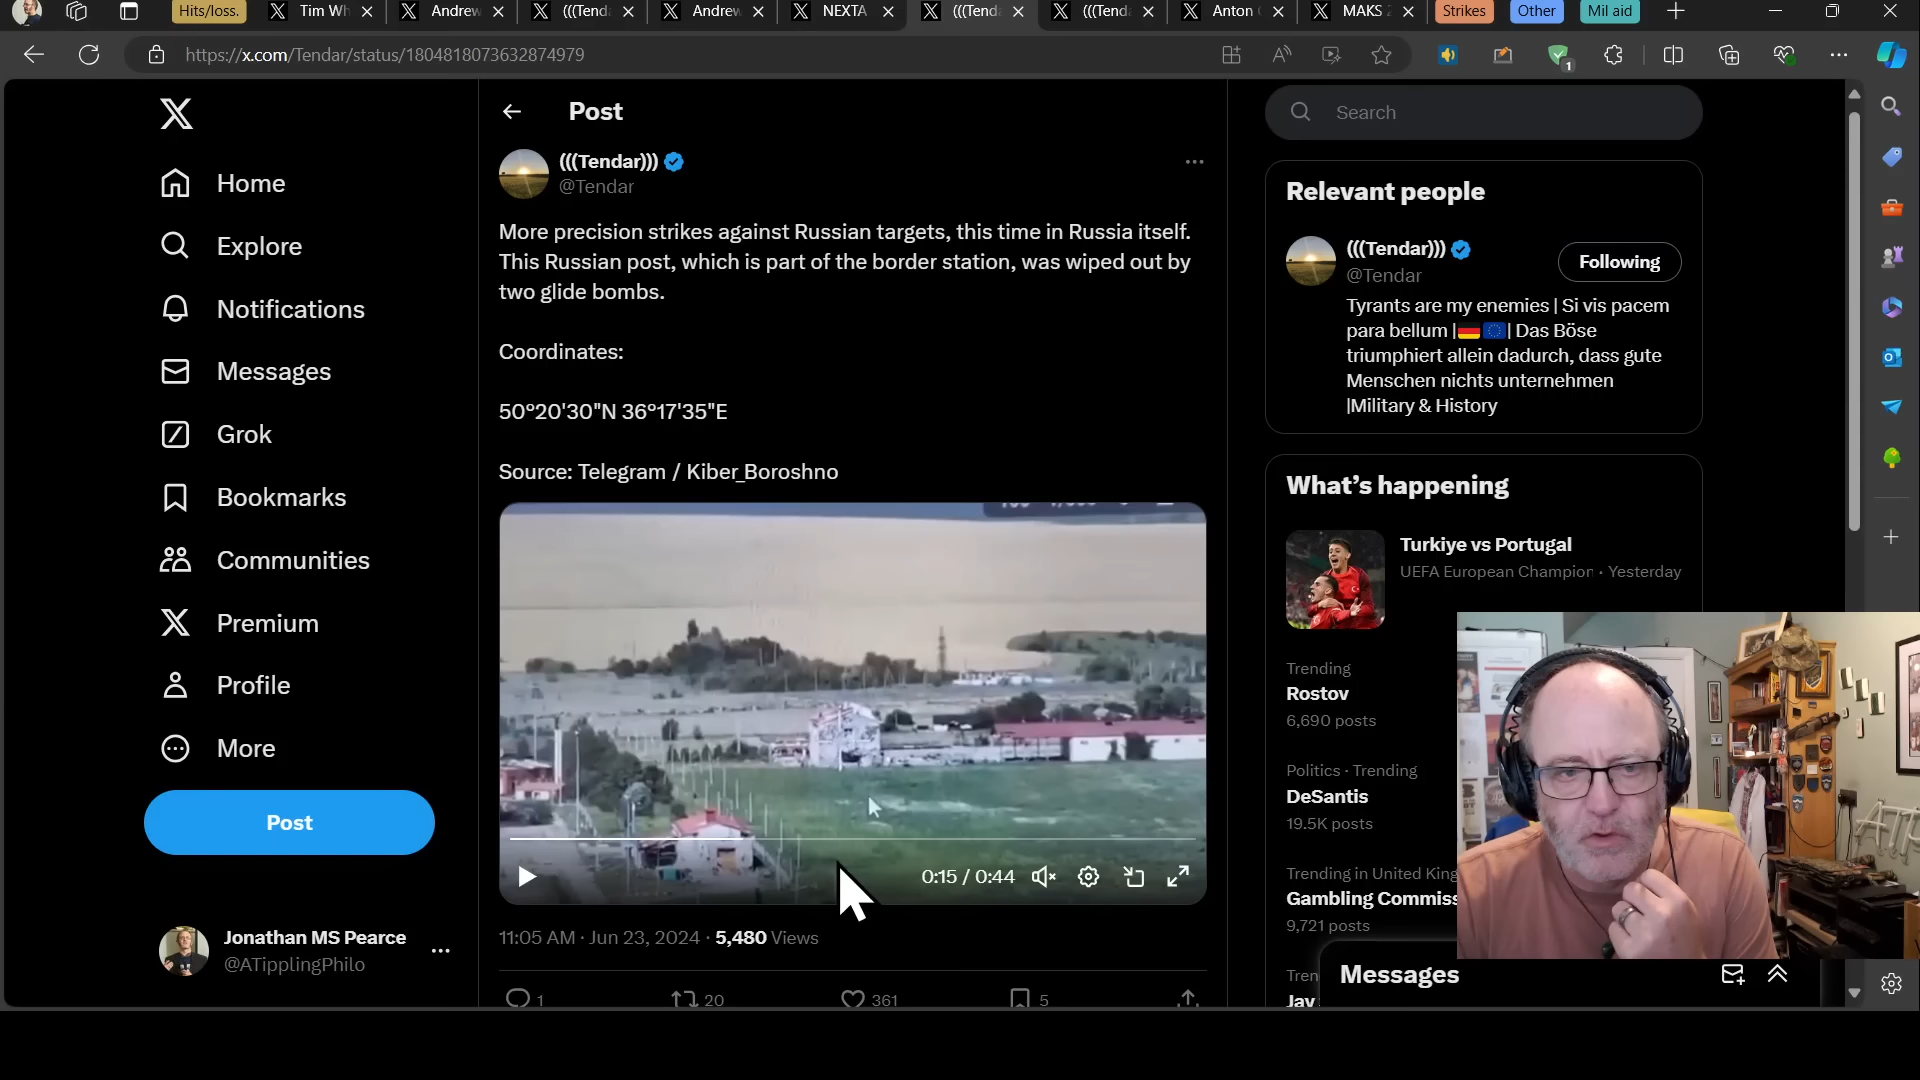 Hits/loss.
Tim Wh
Andrew
(((Tenda
Andrew
NEXTA
(((Tenda
(((Tenda
Anton
MAKS
Strikes
Other
Mil aid
https://x.com/Tendar/status/1804818073632874979
1
Home
Explore
Notifications
Messages
Grok
Bookmarks
Communities
Premium
Profile
More
Post
Jonathan MS Pearce
@ATipplingPhilo
Post
(((Tendar)))
@Tendar
More precision strikes against Russian targets, this time in Russia itself.
This Russian post, which is part of the border station, was wiped out by
two glide bombs.
Coordinates:
50°20'30"N 36°17'35"E
Source: Telegram / Kiber_Boroshno
0:15 / 0:44
11:05 AM · Jun 23, 2024 · 5,480 Views
1
20
361
5
Search
Relevant people
(((Tendar)))
@Tendar
Following
Tyrants are my enemies | Si vis pacem
para bellum |🇩🇪🇪🇺| Das Böse
triumphiert allein dadurch, dass gute
Menschen nichts unternehmen
|Military & History
What's happening
Turkiye vs Portugal
UEFA European Champion · Yesterday
Trending
Rostov
6,690 posts
Politics · Trending
DeSantis
19.5K posts
Trending in United King
Gambling Commiss
9,721 posts
Tren
Jay
Messages